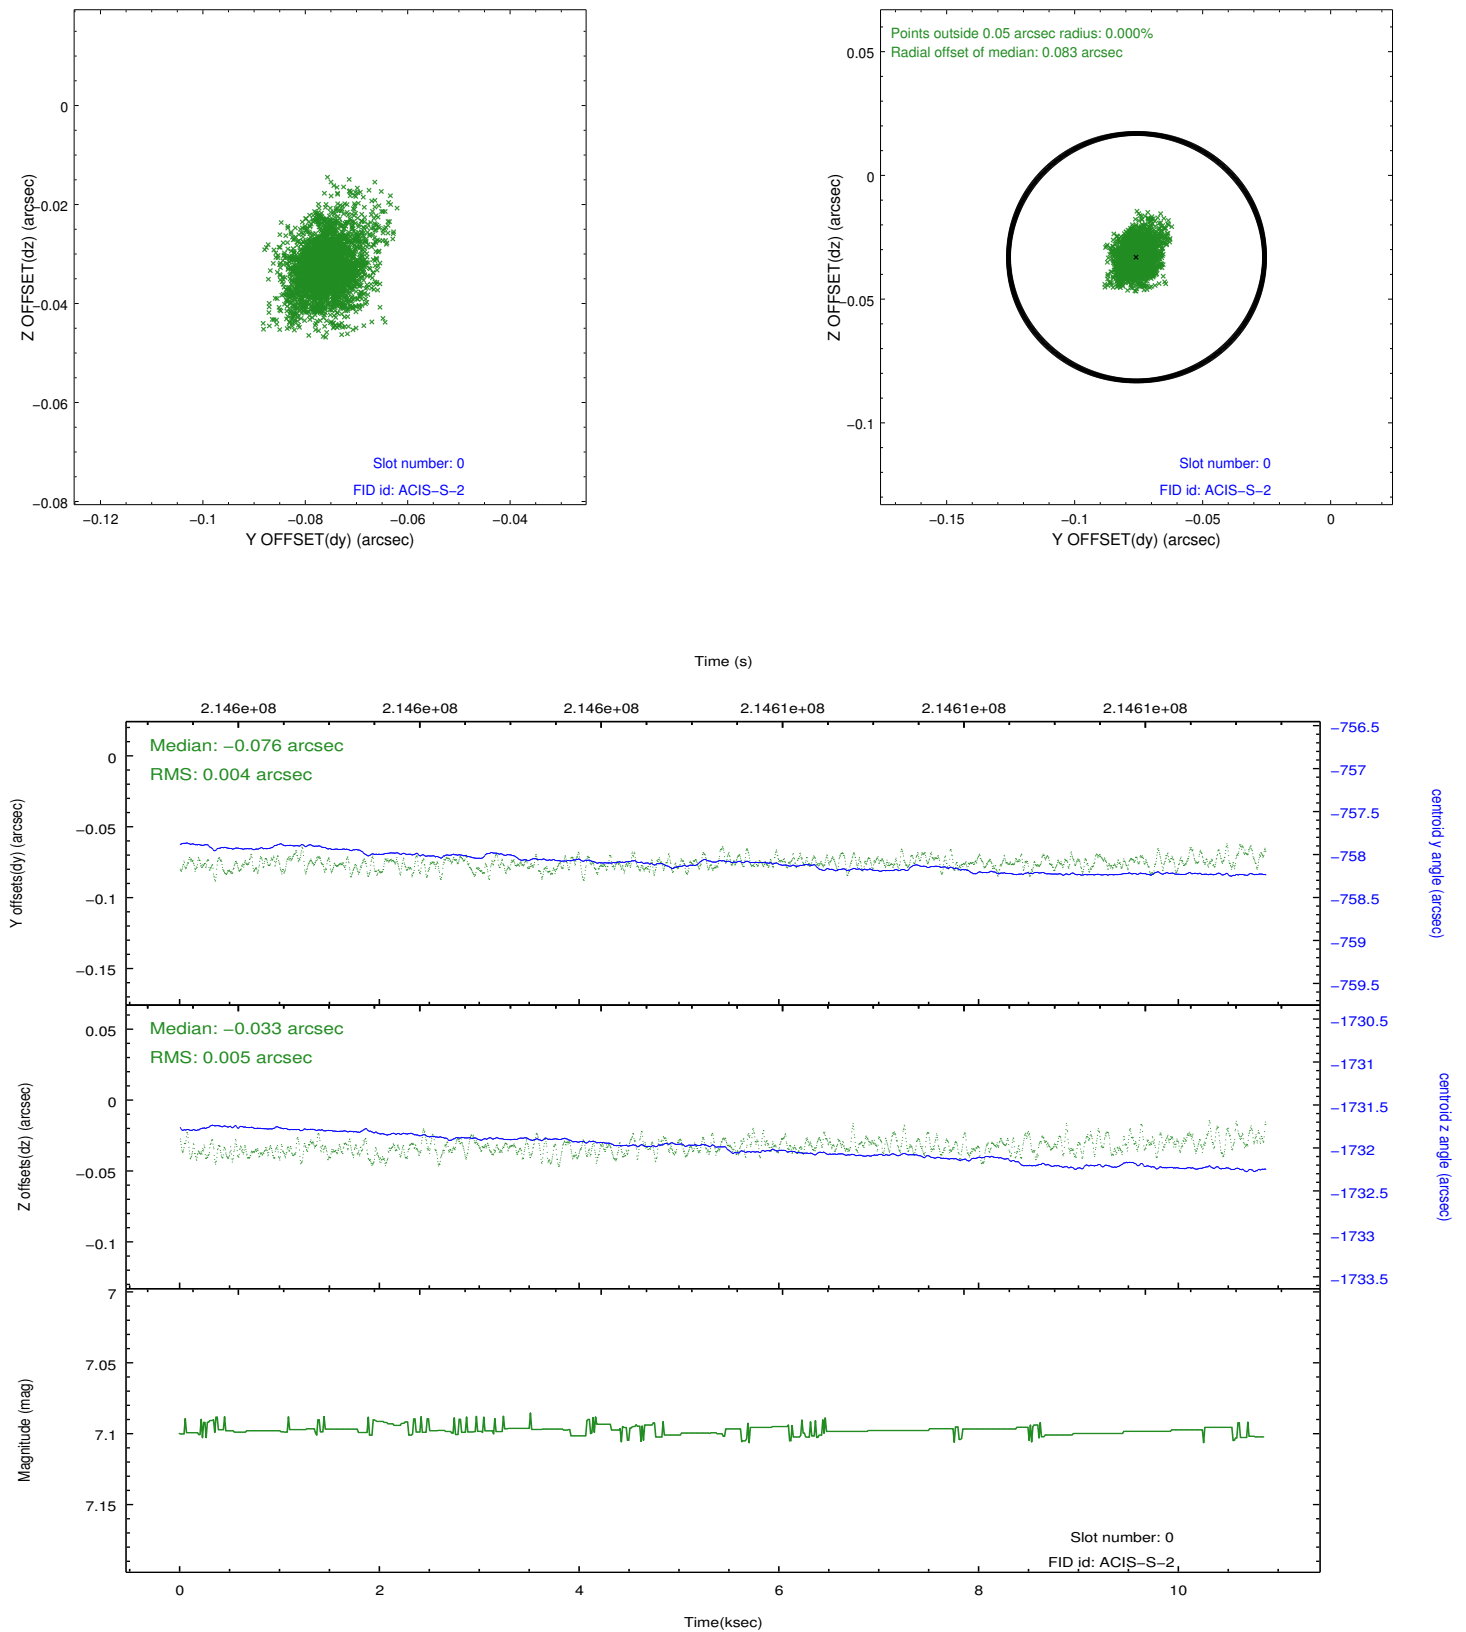 0
−0.02
−0.04
−0.06
−0.08
Z OFFSET(dz) (arcsec)
Slot number: 0
FID id: ACIS−S−2
−0.12
−0.1
−0.08
−0.06
−0.04
Y OFFSET(dy) (arcsec)
Points outside 0.05 arcsec radius: 0.000%
Radial offset of median: 0.083 arcsec
0.05
0
−0.05
−0.1
Z OFFSET(dz) (arcsec)
Slot number: 0
FID id: ACIS−S−2
−0.15
−0.1
−0.05
0
Y OFFSET(dy) (arcsec)
Time (s)
2.146e+08
2.146e+08
2.146e+08
2.1461e+08
2.1461e+08
2.1461e+08
Median: −0.076 arcsec
RMS: 0.004 arcsec
0
−0.05
−0.1
−0.15
Y offsets(dy) (arcsec)
−756.5
−757
−757.5
−758
−758.5
−759
−759.5
centroid y angle (arcsec)
Median: −0.033 arcsec
RMS: 0.005 arcsec
0.05
0
−0.05
−0.1
Z offsets(dz) (arcsec)
−1730.5
−1731
−1731.5
−1732
−1732.5
−1733
−1733.5
centroid z angle (arcsec)
7
7.05
7.1
7.15
Magnitude (mag)
Slot number: 0
FID id: ACIS−S−2
0
2
4
6
8
10
Time(ksec)